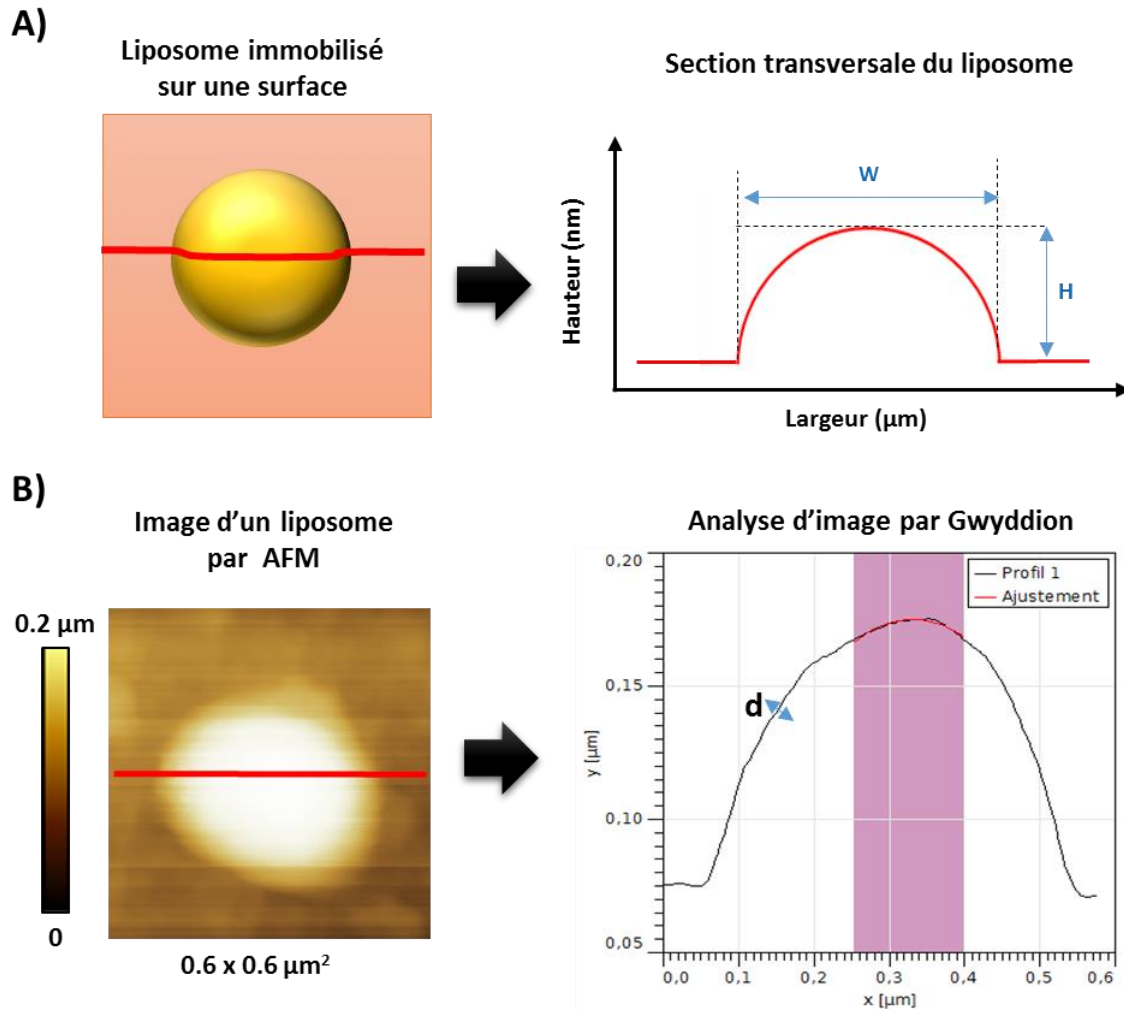 A)
Liposome immobilisé
sur une surface
Section transversale du liposome
Hauteur (nm)
W
H
Largeur (µm)
B)
Image d’un liposome
par AFM
Analyse d’image par Gwyddion
0.2 µm
0
0.6 x 0.6 µm²
0,20
0,15
0,10
0,05
y [µm]
Profil 1
Ajustement
d
0,0 0,1 0,2 0,3 0,4 0,5 0,6
x [µm]